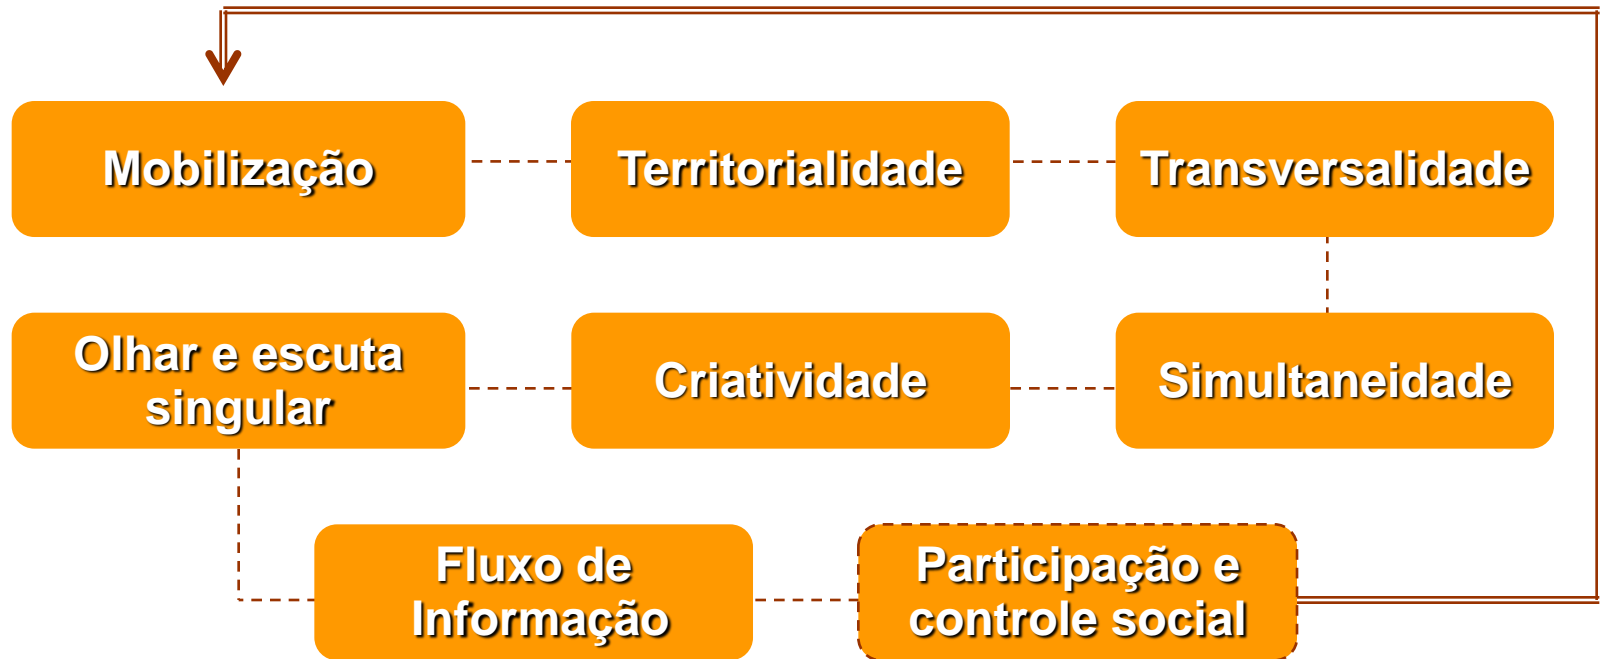 Mobilização
Territorialidade
Transversalidade
Olhar e escuta
singular
Criatividade
Simultaneidade
Fluxo de
Informação
Participação e
controle social